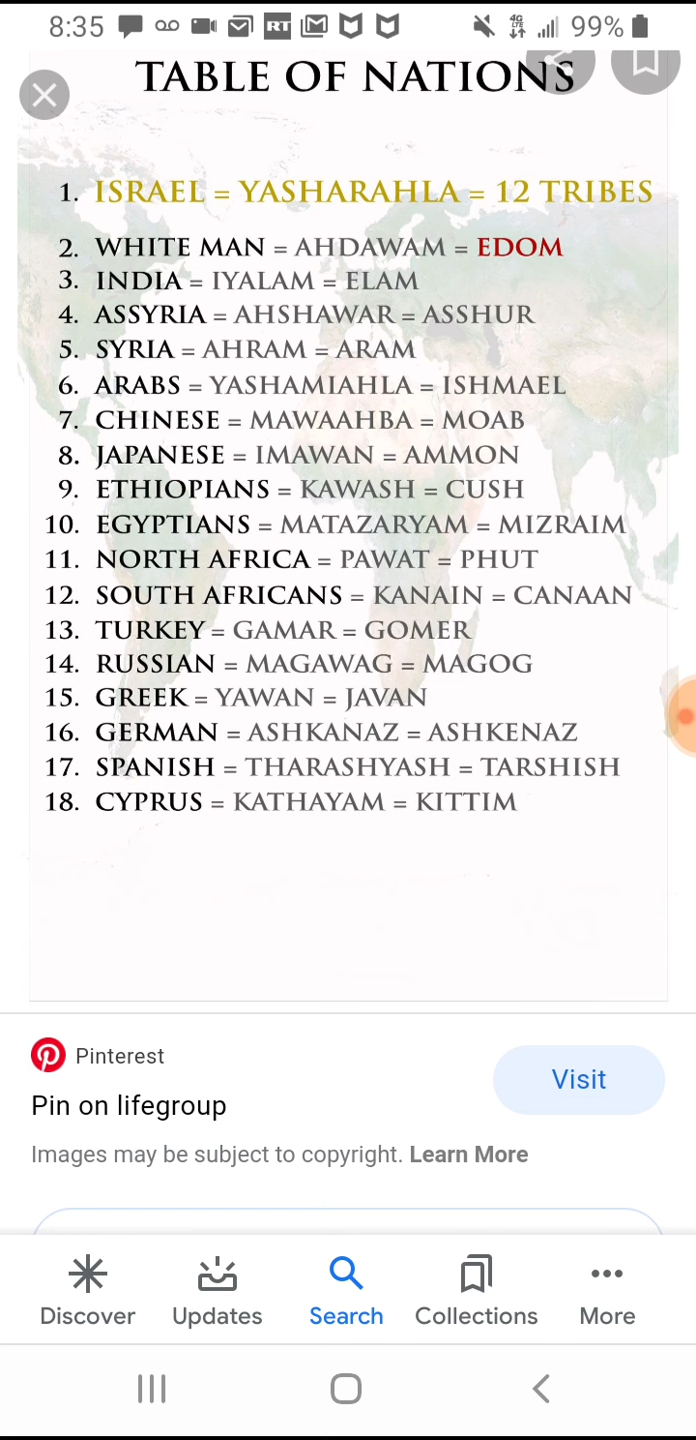 8:35 RT 4G LTE 99%
TABLE OF NATIONS
1. ISRAEL = YASHARAHLA = 12 TRIBES
2. WHITE MAN = AHDAWAM = EDOM
3. INDIA = IYALAM = ELAM
4. ASSYRIA = AHSHAWAR = ASSHUR
5. SYRIA = AHRAM = ARAM
6. ARABS = YASHAMIAHLA = ISHMAEL
7. CHINESE = MAWAAHBA = MOAB
8. JAPANESE = IMAWAN = AMMON
9. ETHIOPIANS = KAWASH = CUSH
10. EGYPTIANS = MATAZARYAM = MIZRAIM
11. NORTH AFRICA = PAWAT = PHUT
12. SOUTH AFRICANS = KANAIN = CANAAN
13. TURKEY = GAMAR = GOMER
14. RUSSIAN = MAGAWAG = MAGOG
15. GREEK = YAWAN = JAVAN
16. GERMAN = ASHKANAZ = ASHKENAZ
17. SPANISH = THARASHYASH = TARSHISH
18. CYPRUS = KATHAYAM = KITTIM
Pinterest
Visit
Pin on lifegroup
Images may be subject to copyright. Learn More
Discover Updates Search Collections More